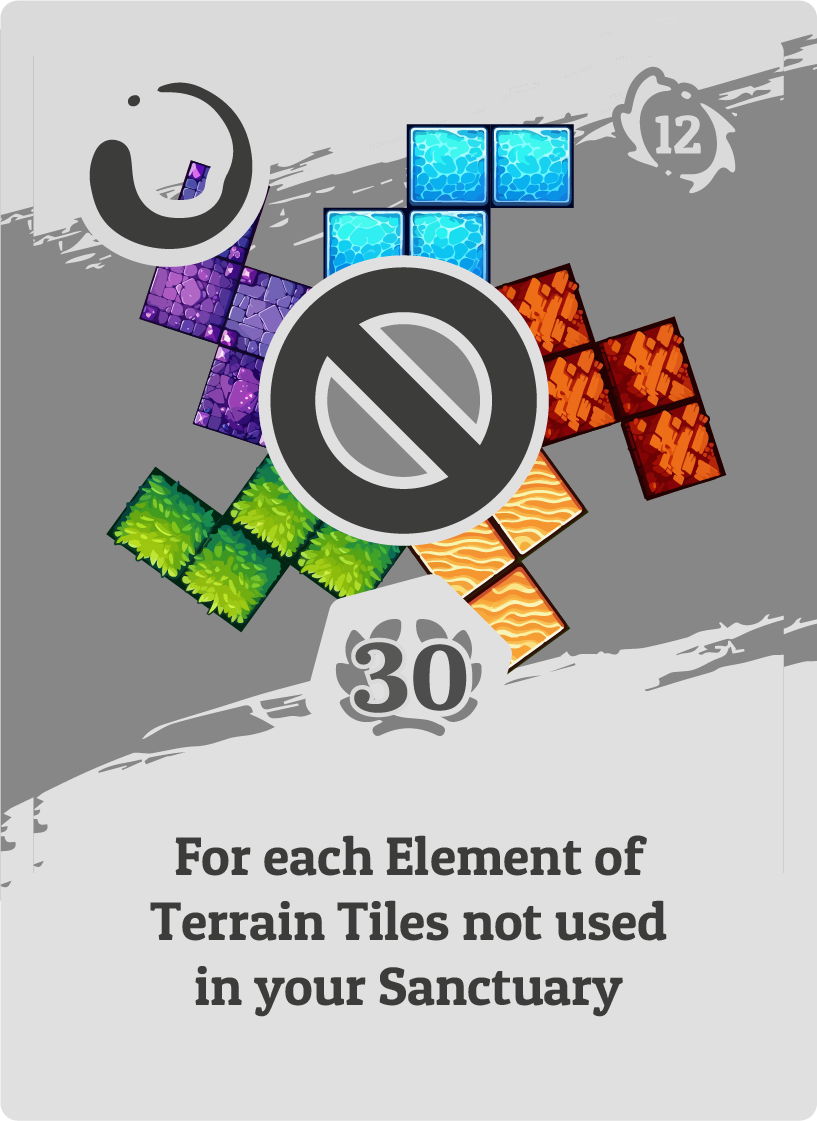 12
30
For each Element of
Terrain Tiles not used
in your Sanctuary